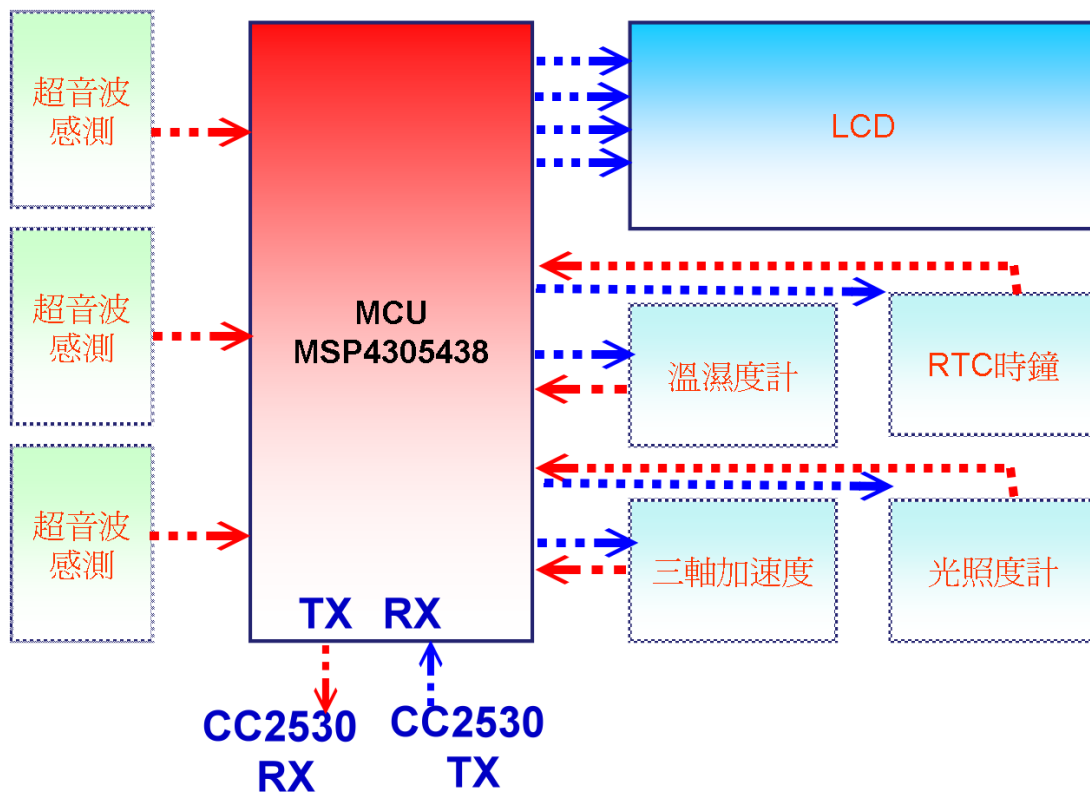 超音波
感測
超音波
感測
超音波
感測
MCU
MSP4305438
TX RX
LCD
溫濕度計
RTC時鐘
三軸加速度
光照度計
CC2530
RX
CC2530
TX